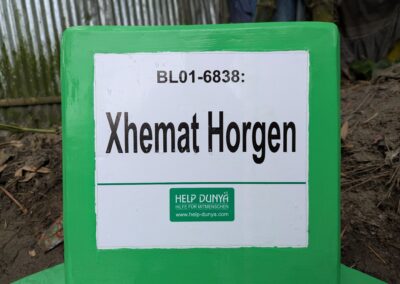 BL01-6838:
Xhemat Horgen
HELP DUNYA
HILFE FÜR MITMENSCHEN
www.help-dunya.com